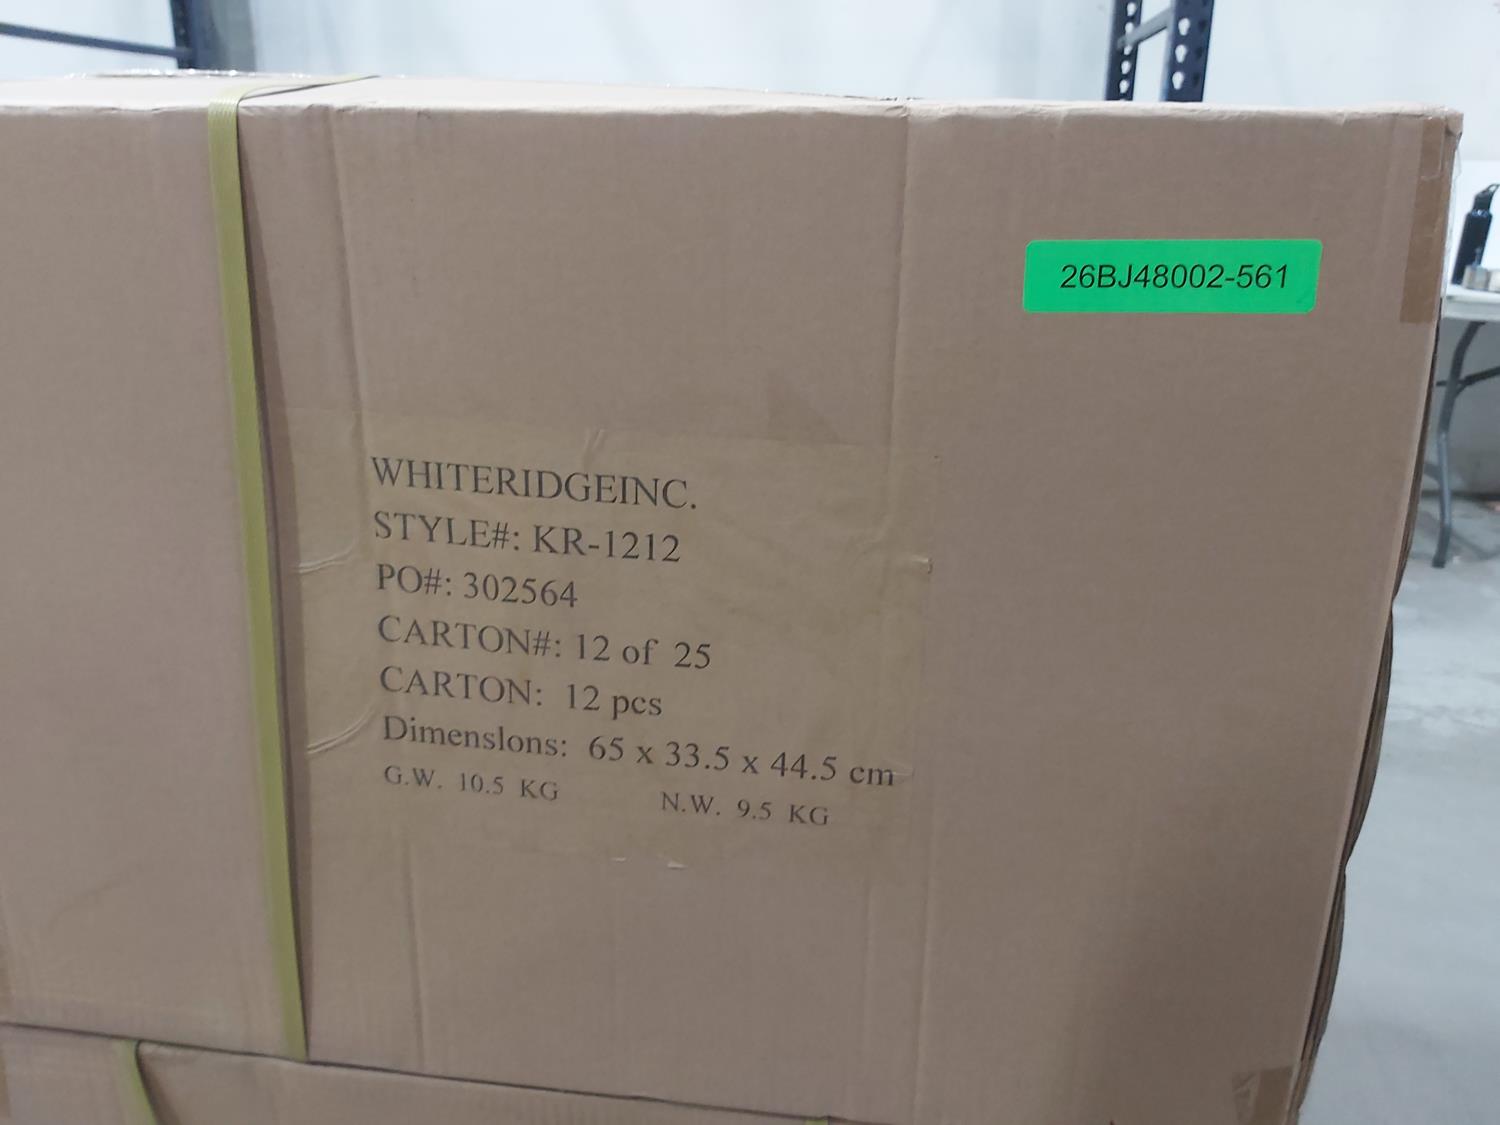 26BJ48002-561
WHITERIDGEINC.
STYLE#: KR-1212
PO#: 302564
CARTON#: 12 of 25
CARTON: 12 pcs
Dimenslons: 65 x 33.5 x 44.5 cm
G.W. 10.5 KG N.W. 9.5 KG